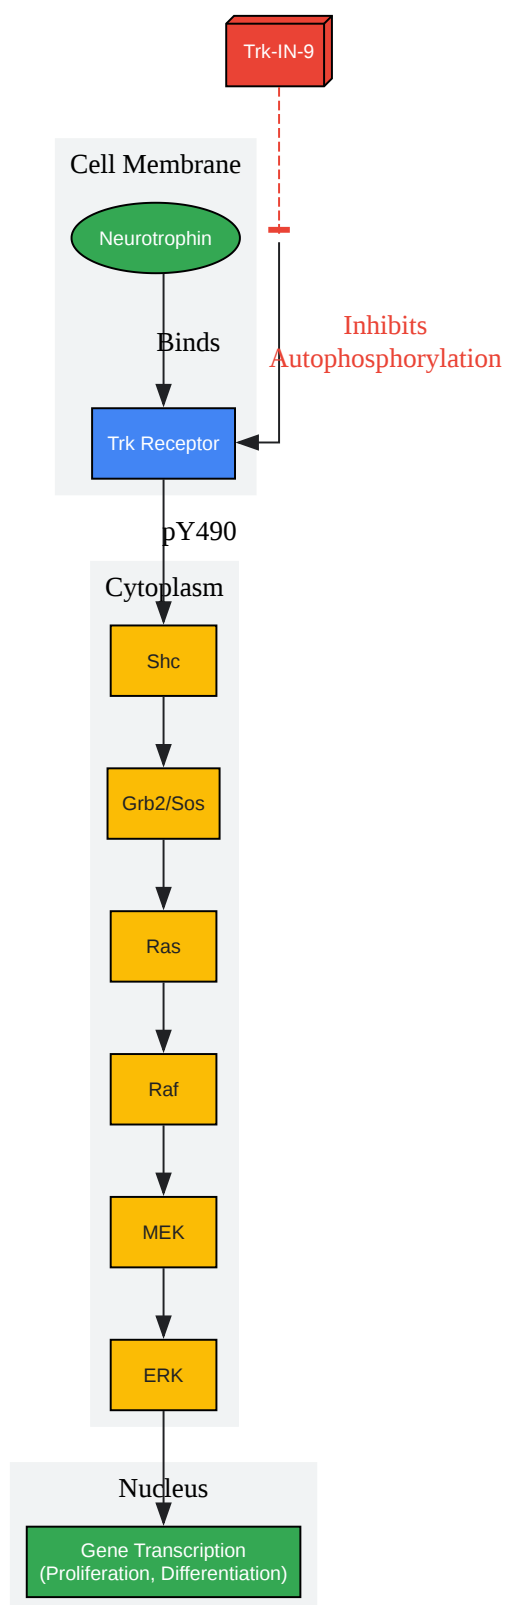 Trk-IN-9
Cell Membrane
Neurotrophin
Binds
Inhibits
Autophosphorylation
Trk Receptor
pY490
Cytoplasm
Shc
Grb2/Sos
Ras
Raf
MEK
ERK
Nucleus
Gene Transcription
(Proliferation, Differentiation)